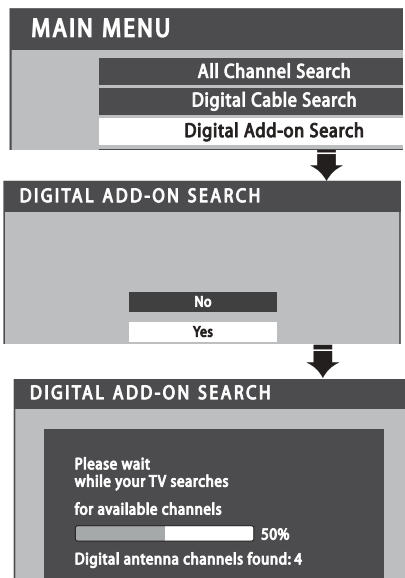 MAIN MENU
All Channel Search
Digital Cable Search
Digital Add-on Search
DIGITAL ADD-ON SEARCH
No
Yes
DIGITAL ADD-ON SEARCH
Please wait
while your TV searches
for available channels
50%
Digital antenna channels found: 4